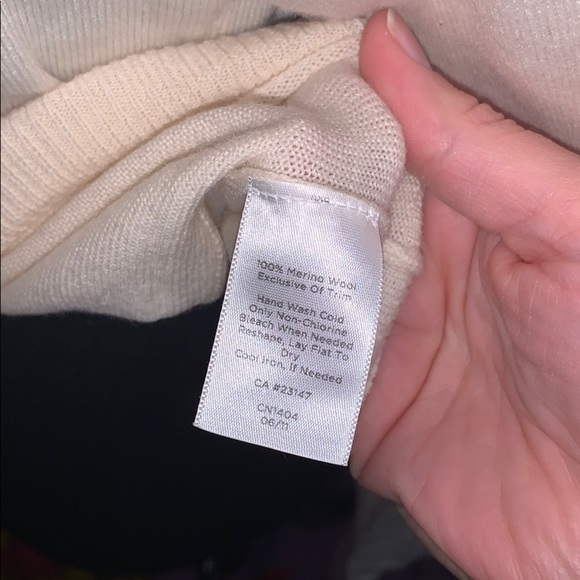 100% Merino Wool
Exclusive Of Trim
Hand Wash Cold
Only Non-Chlorine
Bleach When Needed
Reshape, Lay Flat To
Dry
Cool Iron, If Needed
CA #23147
CN1404
06/11